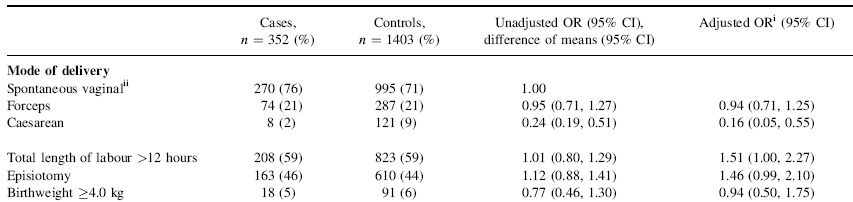 Cases, Controls, Unadjusted OR (95% CI), Adjusted ORⁱ (95% CI)
n = 352 (%) n = 1403 (%) difference of means (95% CI)
Mode of delivery
Spontaneous vaginalⁱⁱ 270 (76) 995 (71) 1.00
Forceps 74 (21) 287 (21) 0.95 (0.71, 1.27) 0.94 (0.71, 1.25)
Caesarean 8 (2) 121 (9) 0.24 (0.19, 0.51) 0.16 (0.05, 0.55)
Total length of labour >12 hours 208 (59) 823 (59) 1.01 (0.80, 1.29) 1.51 (1.00, 2.27)
Episiotomy 163 (46) 610 (44) 1.12 (0.88, 1.41) 1.46 (0.99, 2.10)
Birthweight ≥4.0 kg 18 (5) 91 (6) 0.77 (0.46, 1.30) 0.94 (0.50, 1.75)